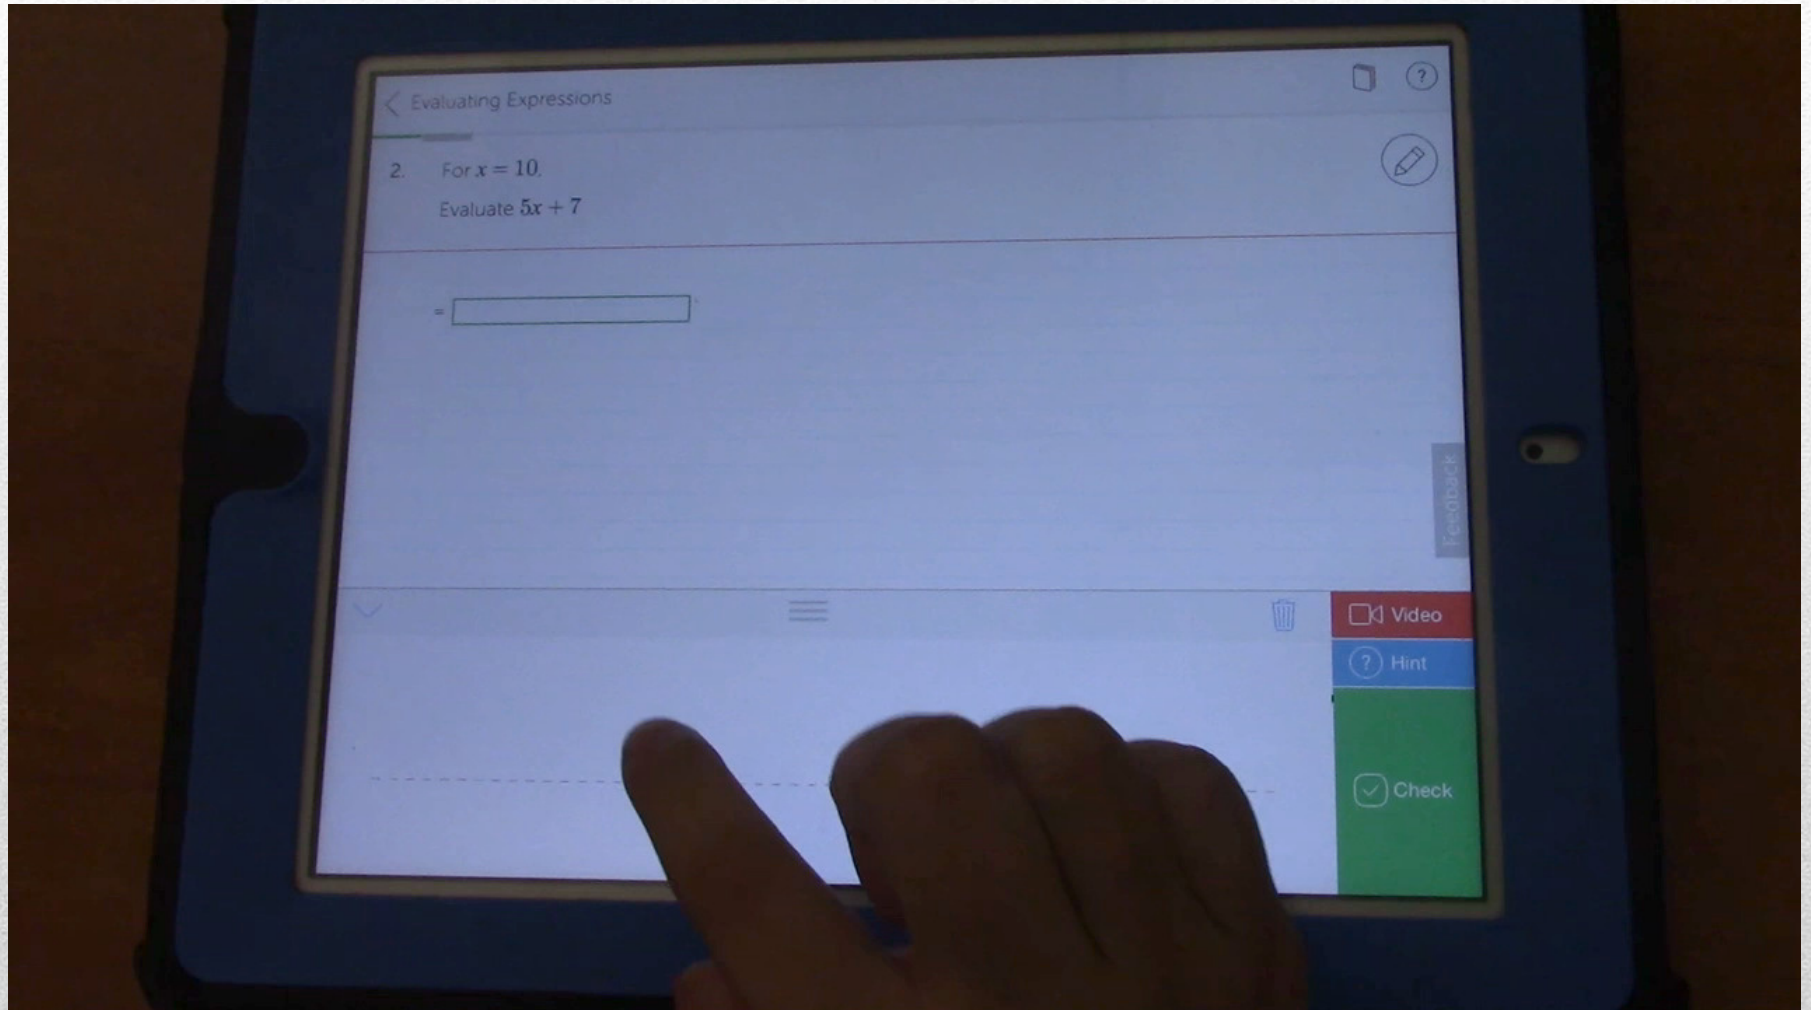 Evaluating Expressions
?
2. For x = 10,
Evaluate 5x + 7
=
Feedback
Video
? Hint
Check